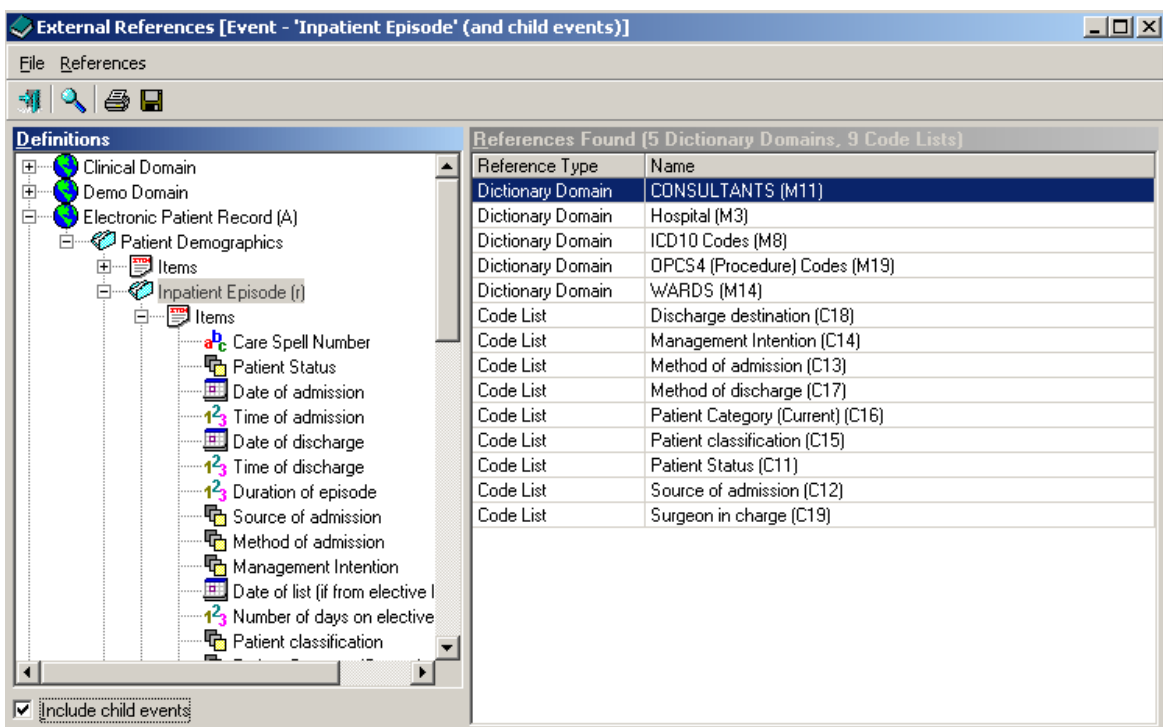 External References [Event - 'Inpatient Episode' (and child events)]
File References
Definitions
Clinical Domain
Demo Domain
Electronic Patient Record (A)
Patient Demographics
Items
Inpatient Episode (r)
Items
Care Spell Number
Patient Status
Date of admission
Time of admission
Date of discharge
Time of discharge
Duration of episode
Source of admission
Method of admission
Management Intention
Date of list (if from elective l
Number of days on elective
Patient classification
Include child events
References Found (5 Dictionary Domains, 9 Code Lists)
Reference Type Name
Dictionary Domain CONSULTANTS (M11)
Dictionary Domain Hospital (M3)
Dictionary Domain ICD10 Codes (M8)
Dictionary Domain OPCS4 (Procedure) Codes (M19)
Dictionary Domain WARDS (M14)
Code List Discharge destination (C18)
Code List Management Intention (C14)
Code List Method of admission (C13)
Code List Method of discharge (C17)
Code List Patient Category (Current) (C16)
Code List Patient classification (C15)
Code List Patient Status (C11)
Code List Source of admission (C12)
Code List Surgeon in charge (C19)